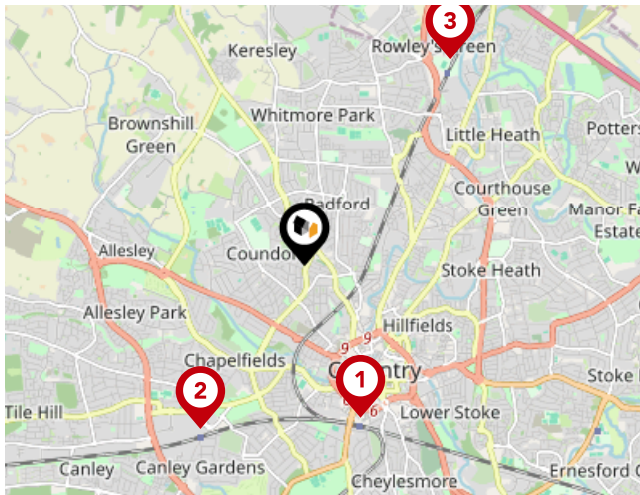 3
Keresley
Rowley's Green
Whitmore Park
Brownshill
Green
Little Heath
Potters
Courthouse
Green
Radford
Manor Fa
Estate
Allesley
Coundon
Stoke Heath
Allesley Park
Hillfields
9
9
Chapelfields
Coventry
1
2
6
Stoke
Tile Hill
Lower Stoke
Canley
Canley Gardens
Cheylesmore
Ernesford G